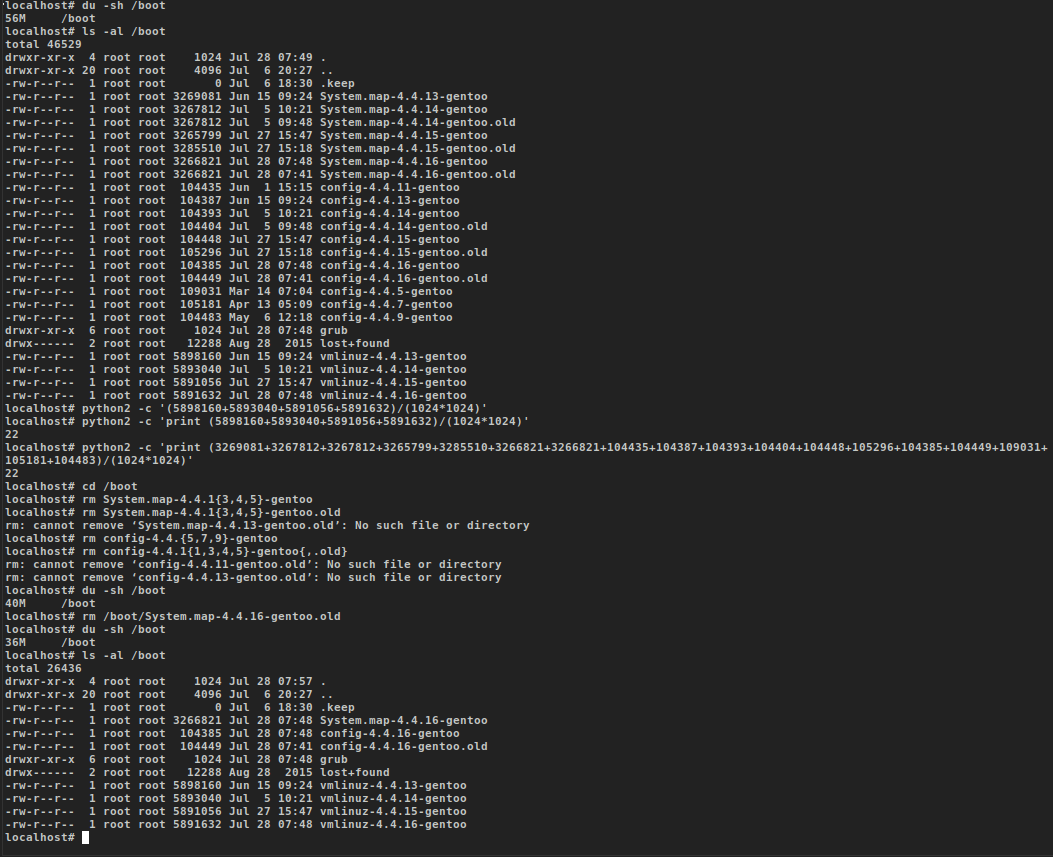 localhost# du -sh /boot
56M     /boot
localhost# ls -al /boot
total 46529
drwxr-xr-x  4 root root    1024 Jul 28 07:49 .
drwxr-xr-x 20 root root    4096 Jul  6 20:27 ..
-rw-r--r--  1 root root       0 Jul  6 18:30 .keep
-rw-r--r--  1 root root 3269081 Jun 15 09:24 System.map-4.4.13-gentoo
-rw-r--r--  1 root root 3267812 Jul  5 10:21 System.map-4.4.14-gentoo
-rw-r--r--  1 root root 3267812 Jul  5 09:48 System.map-4.4.14-gentoo.old
-rw-r--r--  1 root root 3265799 Jul 27 15:47 System.map-4.4.15-gentoo
-rw-r--r--  1 root root 3285510 Jul 27 15:18 System.map-4.4.15-gentoo.old
-rw-r--r--  1 root root 3266821 Jul 28 07:48 System.map-4.4.16-gentoo
-rw-r--r--  1 root root 3266821 Jul 28 07:41 System.map-4.4.16-gentoo.old
-rw-r--r--  1 root root  104435 Jun  1 15:15 config-4.4.11-gentoo
-rw-r--r--  1 root root  104387 Jun 15 09:24 config-4.4.13-gentoo
-rw-r--r--  1 root root  104393 Jul  5 10:21 config-4.4.14-gentoo
-rw-r--r--  1 root root  104404 Jul  5 09:48 config-4.4.14-gentoo.old
-rw-r--r--  1 root root  104448 Jul 27 15:47 config-4.4.15-gentoo
-rw-r--r--  1 root root  105296 Jul 27 15:18 config-4.4.15-gentoo.old
-rw-r--r--  1 root root  104385 Jul 28 07:48 config-4.4.16-gentoo
-rw-r--r--  1 root root  104449 Jul 28 07:41 config-4.4.16-gentoo.old
-rw-r--r--  1 root root  109031 Mar 14 07:04 config-4.4.5-gentoo
-rw-r--r--  1 root root  105181 Apr 13 05:09 config-4.4.7-gentoo
-rw-r--r--  1 root root  104483 May  6 12:18 config-4.4.9-gentoo
drwxr-xr-x  6 root root    1024 Jul 28 07:48 grub
drwx------  2 root root   12288 Aug 28  2015 lost+found
-rw-r--r--  1 root root 5898160 Jun 15 09:24 vmlinuz-4.4.13-gentoo
-rw-r--r--  1 root root 5893040 Jul  5 10:21 vmlinuz-4.4.14-gentoo
-rw-r--r--  1 root root 5891056 Jul 27 15:47 vmlinuz-4.4.15-gentoo
-rw-r--r--  1 root root 5891632 Jul 28 07:48 vmlinuz-4.4.16-gentoo
localhost# python2 -c '(5898160+5893040+5891056+5891632)/(1024*1024)'
localhost# python2 -c 'print (5898160+5893040+5891056+5891632)/(1024*1024)'
22
localhost# python2 -c 'print (3269081+3267812+3267812+3265799+3285510+3266821+3266821+104435+104387+104393+104404+104448+105296+104385+104449+109031+
105181+104483)/(1024*1024)'
22
localhost# cd /boot
localhost# rm System.map-4.4.1{3,4,5}-gentoo
localhost# rm System.map-4.4.1{3,4,5}-gentoo.old
rm: cannot remove ‘System.map-4.4.13-gentoo.old’: No such file or directory
localhost# rm config-4.4.{5,7,9}-gentoo
localhost# rm config-4.4.1{1,3,4,5}-gentoo{,.old}
rm: cannot remove ‘config-4.4.11-gentoo.old’: No such file or directory
rm: cannot remove ‘config-4.4.13-gentoo.old’: No such file or directory
localhost# du -sh /boot
40M     /boot
localhost# rm /boot/System.map-4.4.16-gentoo.old
localhost# du -sh /boot
36M     /boot
localhost# ls -al /boot
total 26436
drwxr-xr-x  4 root root    1024 Jul 28 07:57 .
drwxr-xr-x 20 root root    4096 Jul  6 20:27 ..
-rw-r--r--  1 root root       0 Jul  6 18:30 .keep
-rw-r--r--  1 root root 3266821 Jul 28 07:48 System.map-4.4.16-gentoo
-rw-r--r--  1 root root  104385 Jul 28 07:48 config-4.4.16-gentoo
-rw-r--r--  1 root root  104449 Jul 28 07:41 config-4.4.16-gentoo.old
drwxr-xr-x  6 root root    1024 Jul 28 07:48 grub
drwx------  2 root root   12288 Aug 28  2015 lost+found
-rw-r--r--  1 root root 5898160 Jun 15 09:24 vmlinuz-4.4.13-gentoo
-rw-r--r--  1 root root 5893040 Jul  5 10:21 vmlinuz-4.4.14-gentoo
-rw-r--r--  1 root root 5891056 Jul 27 15:47 vmlinuz-4.4.15-gentoo
-rw-r--r--  1 root root 5891632 Jul 28 07:48 vmlinuz-4.4.16-gentoo
localhost#